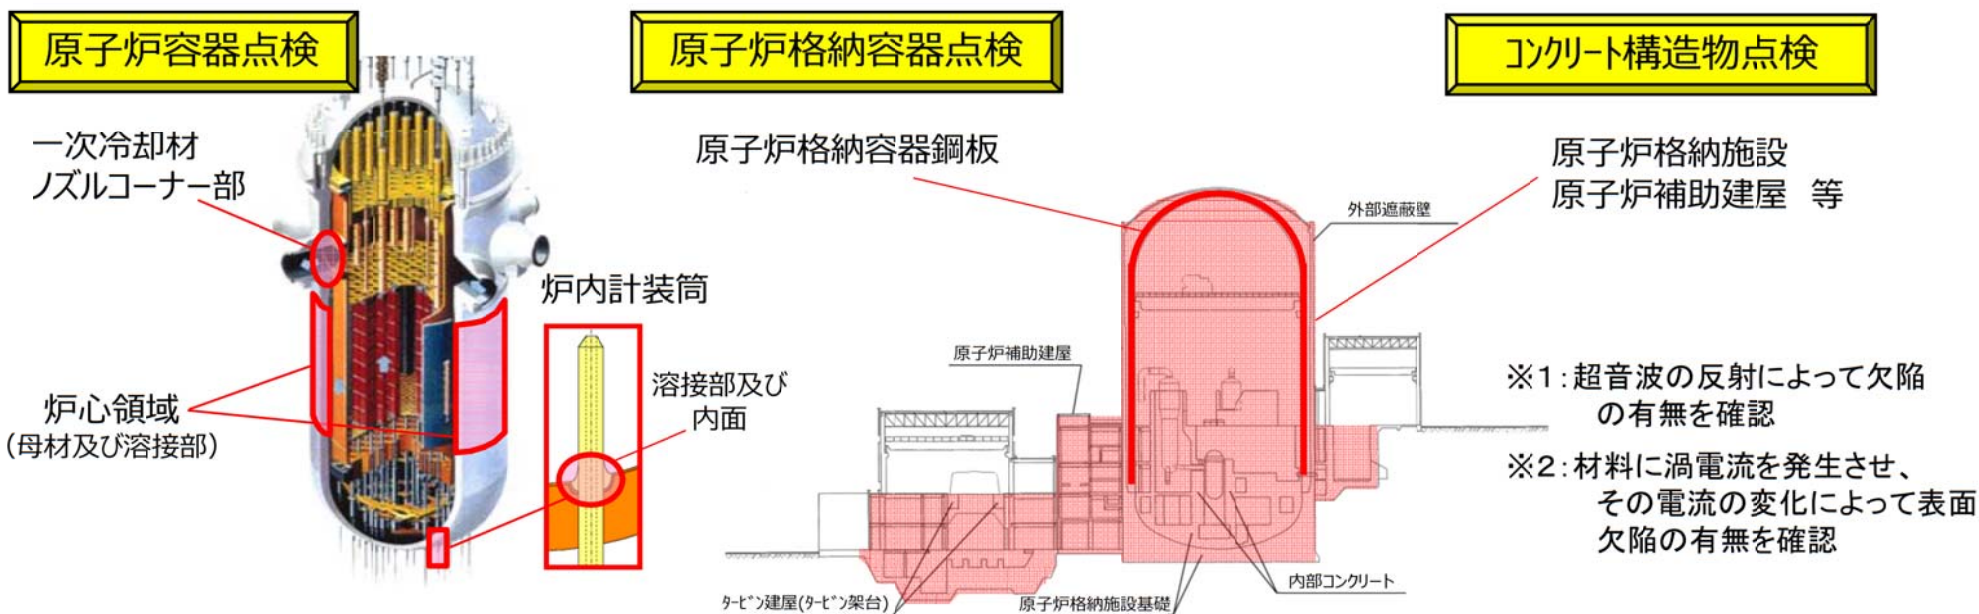 原子炉容器点検
一次冷却材
ノズルコーナー部
炉心領域
(母材及び溶接部)
炉内計装筒
溶接部及び
内面
原子炉格納容器点検
原子炉格納容器鋼板
外部遮蔽壁
原子炉補助建屋
タービン建屋(タービン架台)
原子炉格納施設基礎
内部コンクリート
コンクリート構造物点検
原子炉格納施設
原子炉補助建屋 等
※1:超音波の反射によって欠陥
の有無を確認
※2:材料に渦電流を発生させ、
その電流の変化によって表面
欠陥の有無を確認